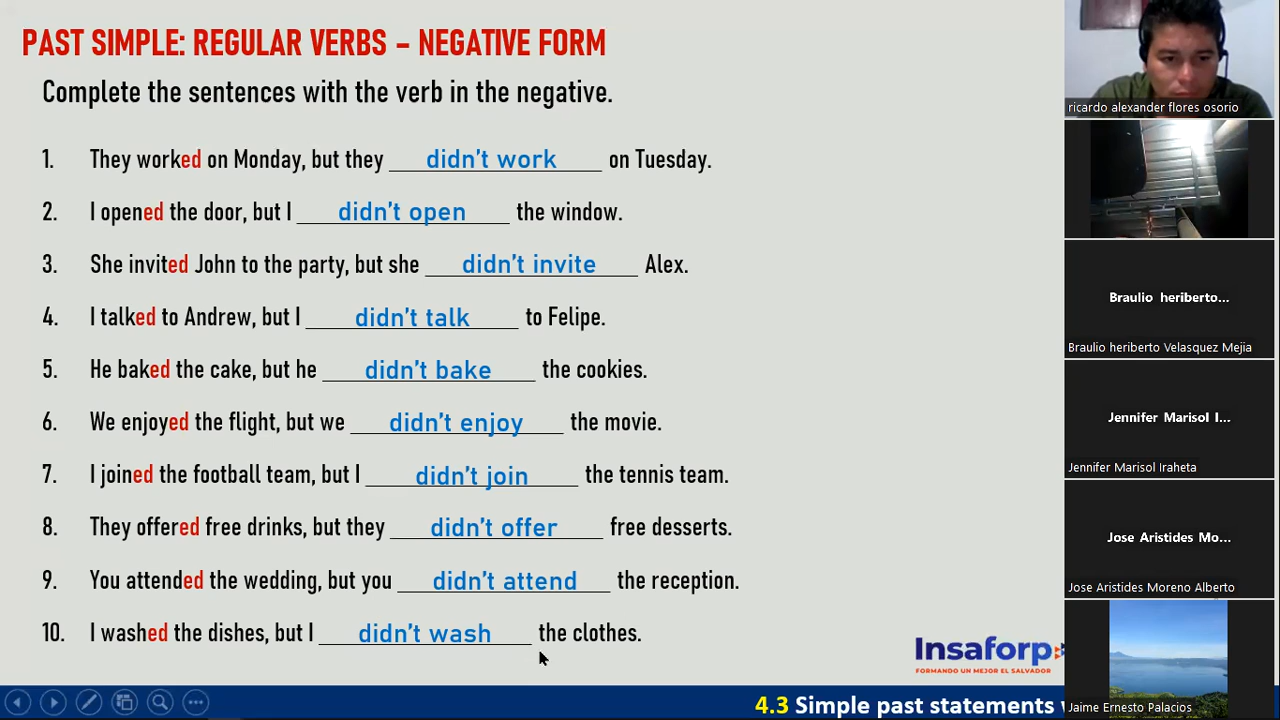 PAST SIMPLE: REGULAR VERBS – NEGATIVE FORM
Complete the sentences with the verb in the negative.
1. They worked on Monday, but they didn't work on Tuesday.
2. I opened the door, but I didn't open the window.
3. She invited John to the party, but she didn't invite Alex.
4. I talked to Andrew, but I didn't talk to Felipe.
5. He baked the cake, but he didn't bake the cookies.
6. We enjoyed the flight, but we didn't enjoy the movie.
7. I joined the football team, but I didn't join the tennis team.
8. They offered free drinks, but they didn't offer free desserts.
9. You attended the wedding, but you didn't attend the reception.
10. I washed the dishes, but I didn't wash the clothes.
Insaforp
FORMANDO UN MEJOR EL SALVADOR
4.3 Simple past statements
ricardo alexander flores osorio
Braulio heriberto...
Braulio heriberto Velasquez Mejia
Jennifer Marisol I...
Jennifer Marisol Iraheta
Jose Aristides Mo...
Jose Aristides Moreno Alberto
Jaime Ernesto Palacios